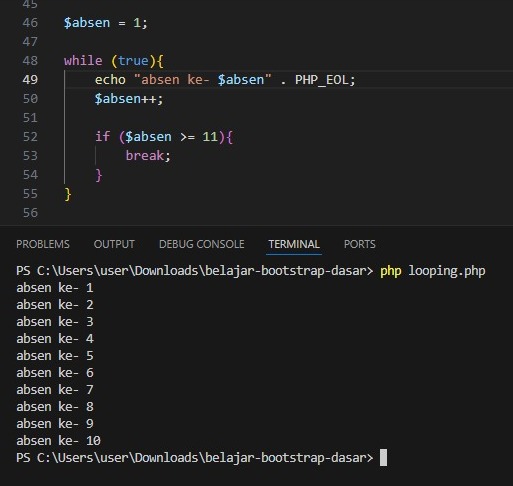 45
46 $absen = 1;
47
48 while (true){
49 echo "absen ke- $absen" . PHP_EOL;
50 $absen++;
51
52 if ($absen >= 11){
53 break;
54 }
55 }
56
PROBLEMS OUTPUT DEBUG CONSOLE TERMINAL PORTS
PS C:\Users\user\Downloads\belajar-bootstrap-dasar> php looping.php
absen ke- 1
absen ke- 2
absen ke- 3
absen ke- 4
absen ke- 5
absen ke- 6
absen ke- 7
absen ke- 8
absen ke- 9
absen ke- 10
PS C:\Users\user\Downloads\belajar-bootstrap-dasar>